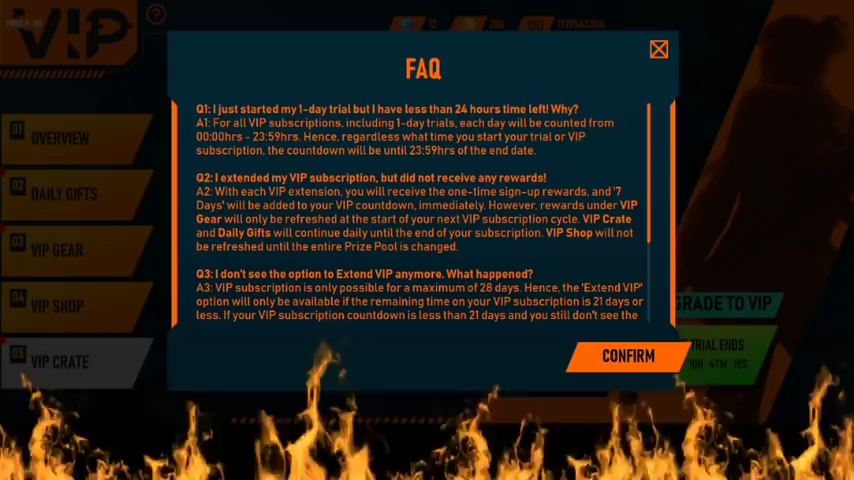 VIP
?
FAQ
Q1: I just started my 1-day trial but I have less than 24 hours time left! Why?
A1: For all VIP subscriptions, including 1-day trials, each day will be counted from
00:00hrs - 23:59hrs. Hence, regardless what time you start your trial or VIP
subscription, the countdown will be until 23:59hrs of the end date.
Q2: I extended my VIP subscription, but did not receive any rewards!
A2: With each VIP extension, you will receive the one-time sign-up rewards, and '7
Days' will be added to your VIP countdown, immediately. However, rewards under VIP
Gear will only be refreshed at the start of your next VIP subscription cycle. VIP Crate
and Daily Gifts will continue daily until the end of your subscription. VIP Shop will not
be refreshed until the entire Prize Pool is changed.
Q3: I don't see the option to Extend VIP anymore. What happened?
A3: VIP subscription is only possible for a maximum of 28 days. Hence, the 'Extend VIP'
option will only be available if the remaining time on your VIP subscription is 21 days or
less. If your VIP subscription countdown is less than 21 days and you still don't see the
CONFIRM
01 OVERVIEW
02 DAILY GIFTS
03 VIP GEAR
04 VIP SHOP
05 VIP CRATE
GRADE TO VIP
TRIAL ENDS